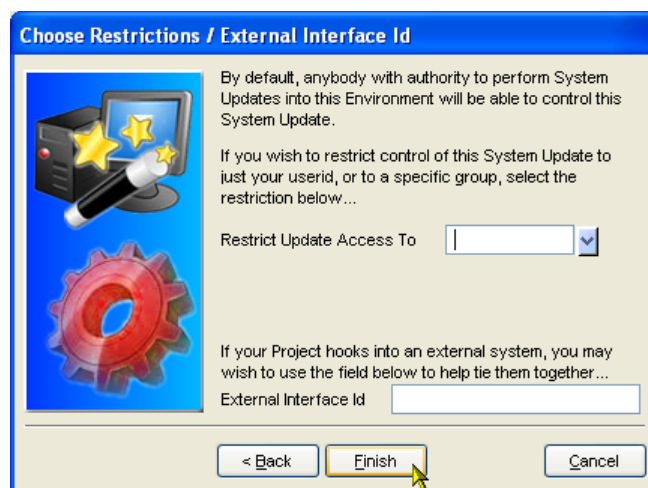 Choose Restrictions / External Interface Id
By default, anybody with authority to perform System
Updates into this Environment will be able to control this
System Update.
If you wish to restrict control of this System Update to
just your userid, or to a specific group, select the
restriction below...
Restrict Update Access To
If your Project hooks into an external system, you may
wish to use the field below to help tie them together...
External Interface Id
< Back Finish Cancel